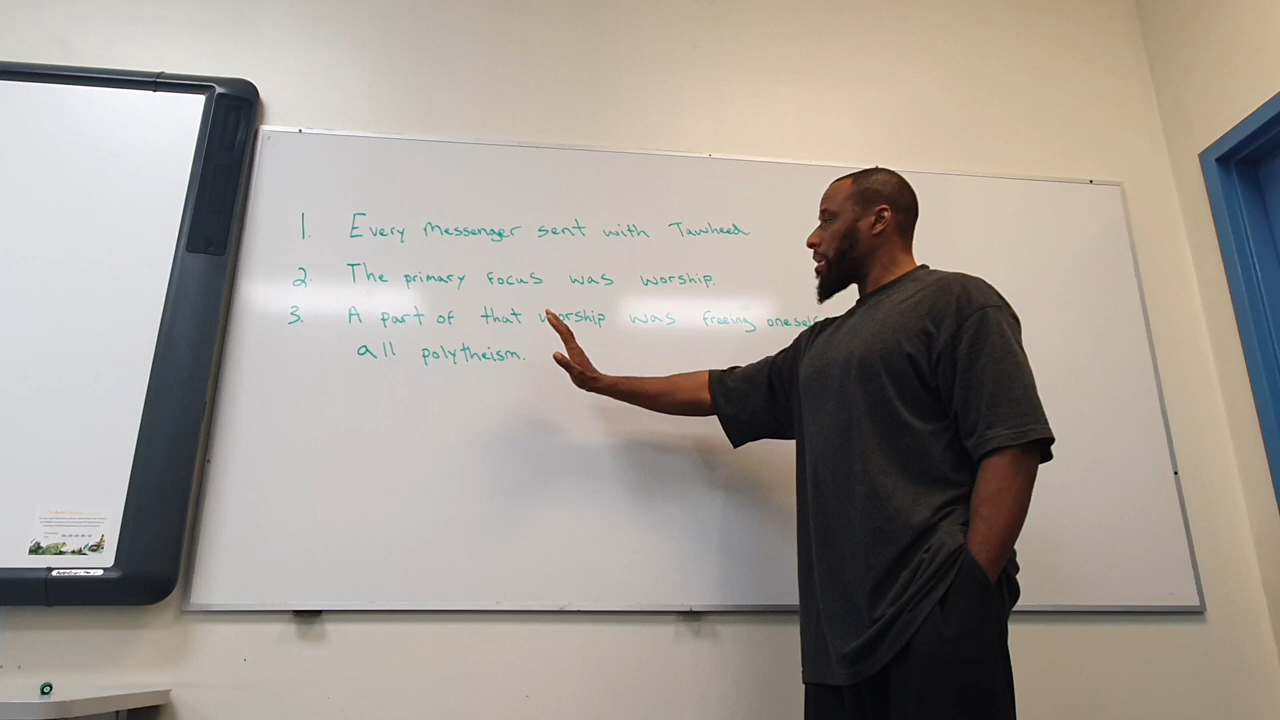 1. Every Messenger sent with Tawheed
2. The primary focus was worship.
3. A part of that worship was freeing oneself
all polytheism.